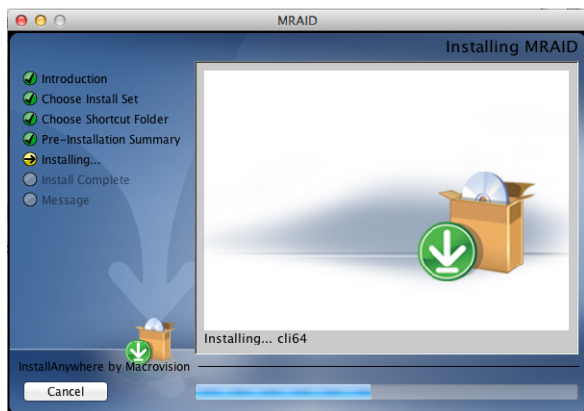 MRAID
Installing MRAID
Introduction
Choose Install Set
Choose Shortcut Folder
Pre-Installation Summary
Installing...
Install Complete
Message
Installing... cli64
InstallAnywhere by Macrovision
Cancel